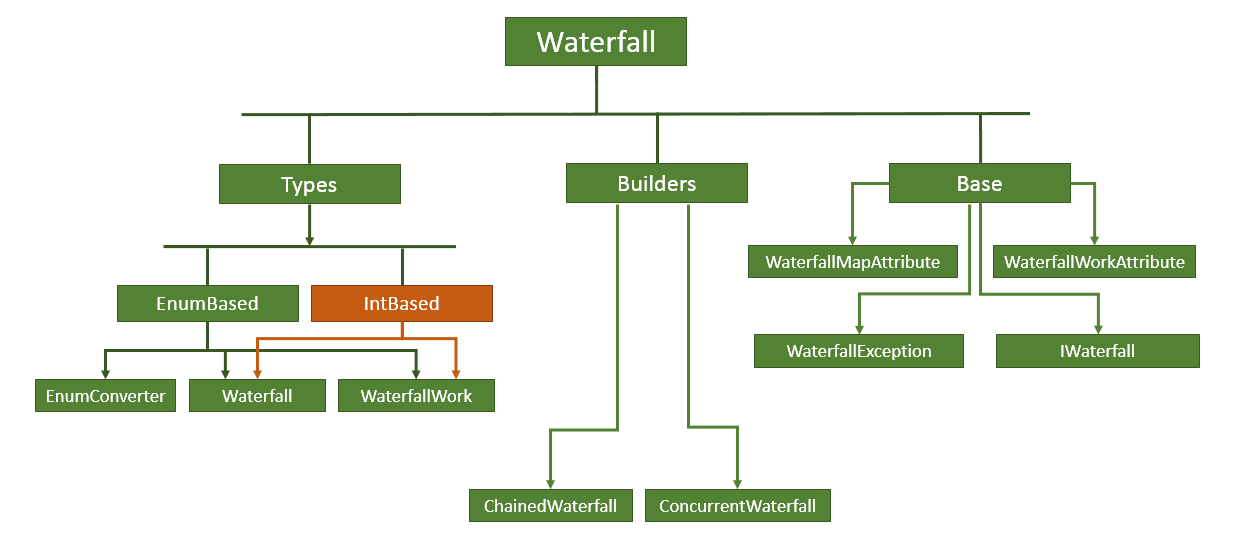 Waterfall
Types
Builders
Base
WaterfallMapAttribute
WaterfallWorkAttribute
EnumBased
IntBased
WaterfallException
IWaterfall
EnumConverter
Waterfall
WaterfallWork
ChainedWaterfall
ConcurrentWaterfall